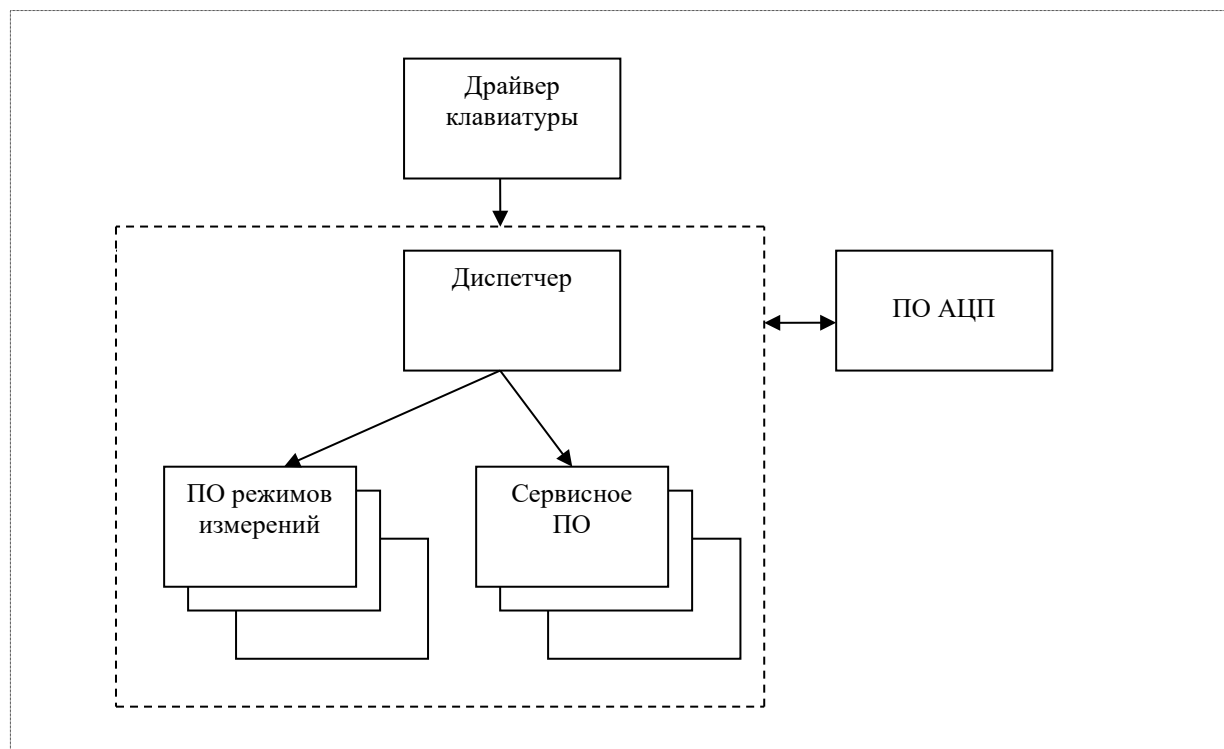 Драйвер
клавиатуры
Диспетчер
ПО АЦП
ПО режимов
измерений
Сервисное
ПО